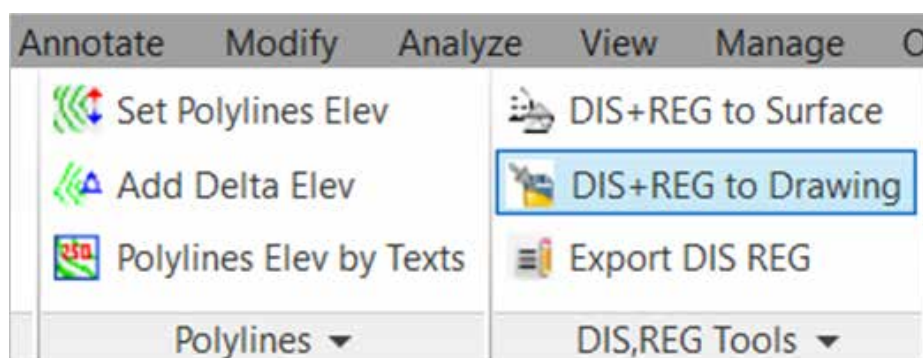 Annotate Modify Analyze View Manage
Set Polylines Elev
Add Delta Elev
Polylines Elev by Texts
Polylines
DIS+REG to Surface
DIS+REG to Drawing
Export DIS REG
DIS,REG Tools